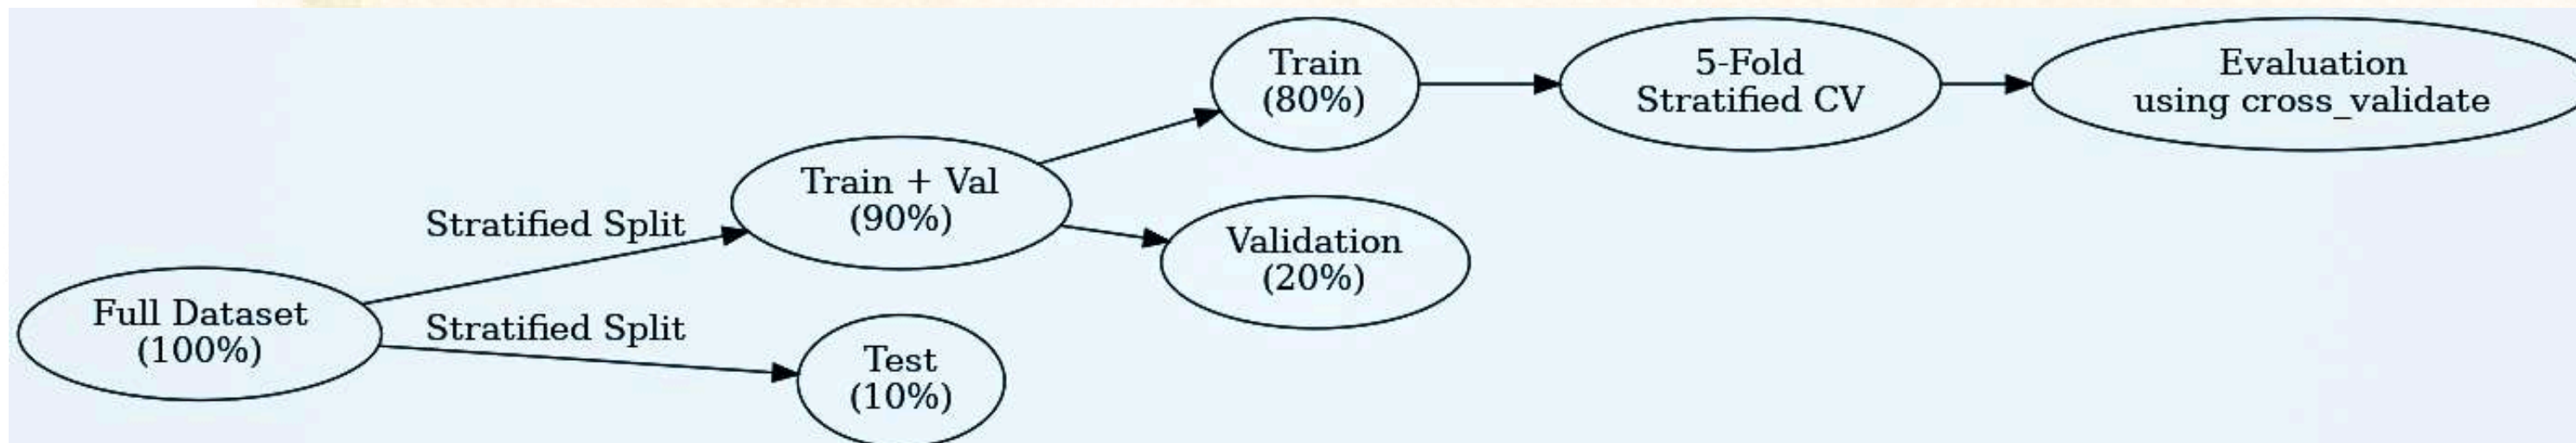 Full Dataset
(100%)
Stratified Split
Stratified Split
Train + Val
(90%)
Test
(10%)
Train
(80%)
Validation
(20%)
5-Fold
Stratified CV
Evaluation
using cross_validate